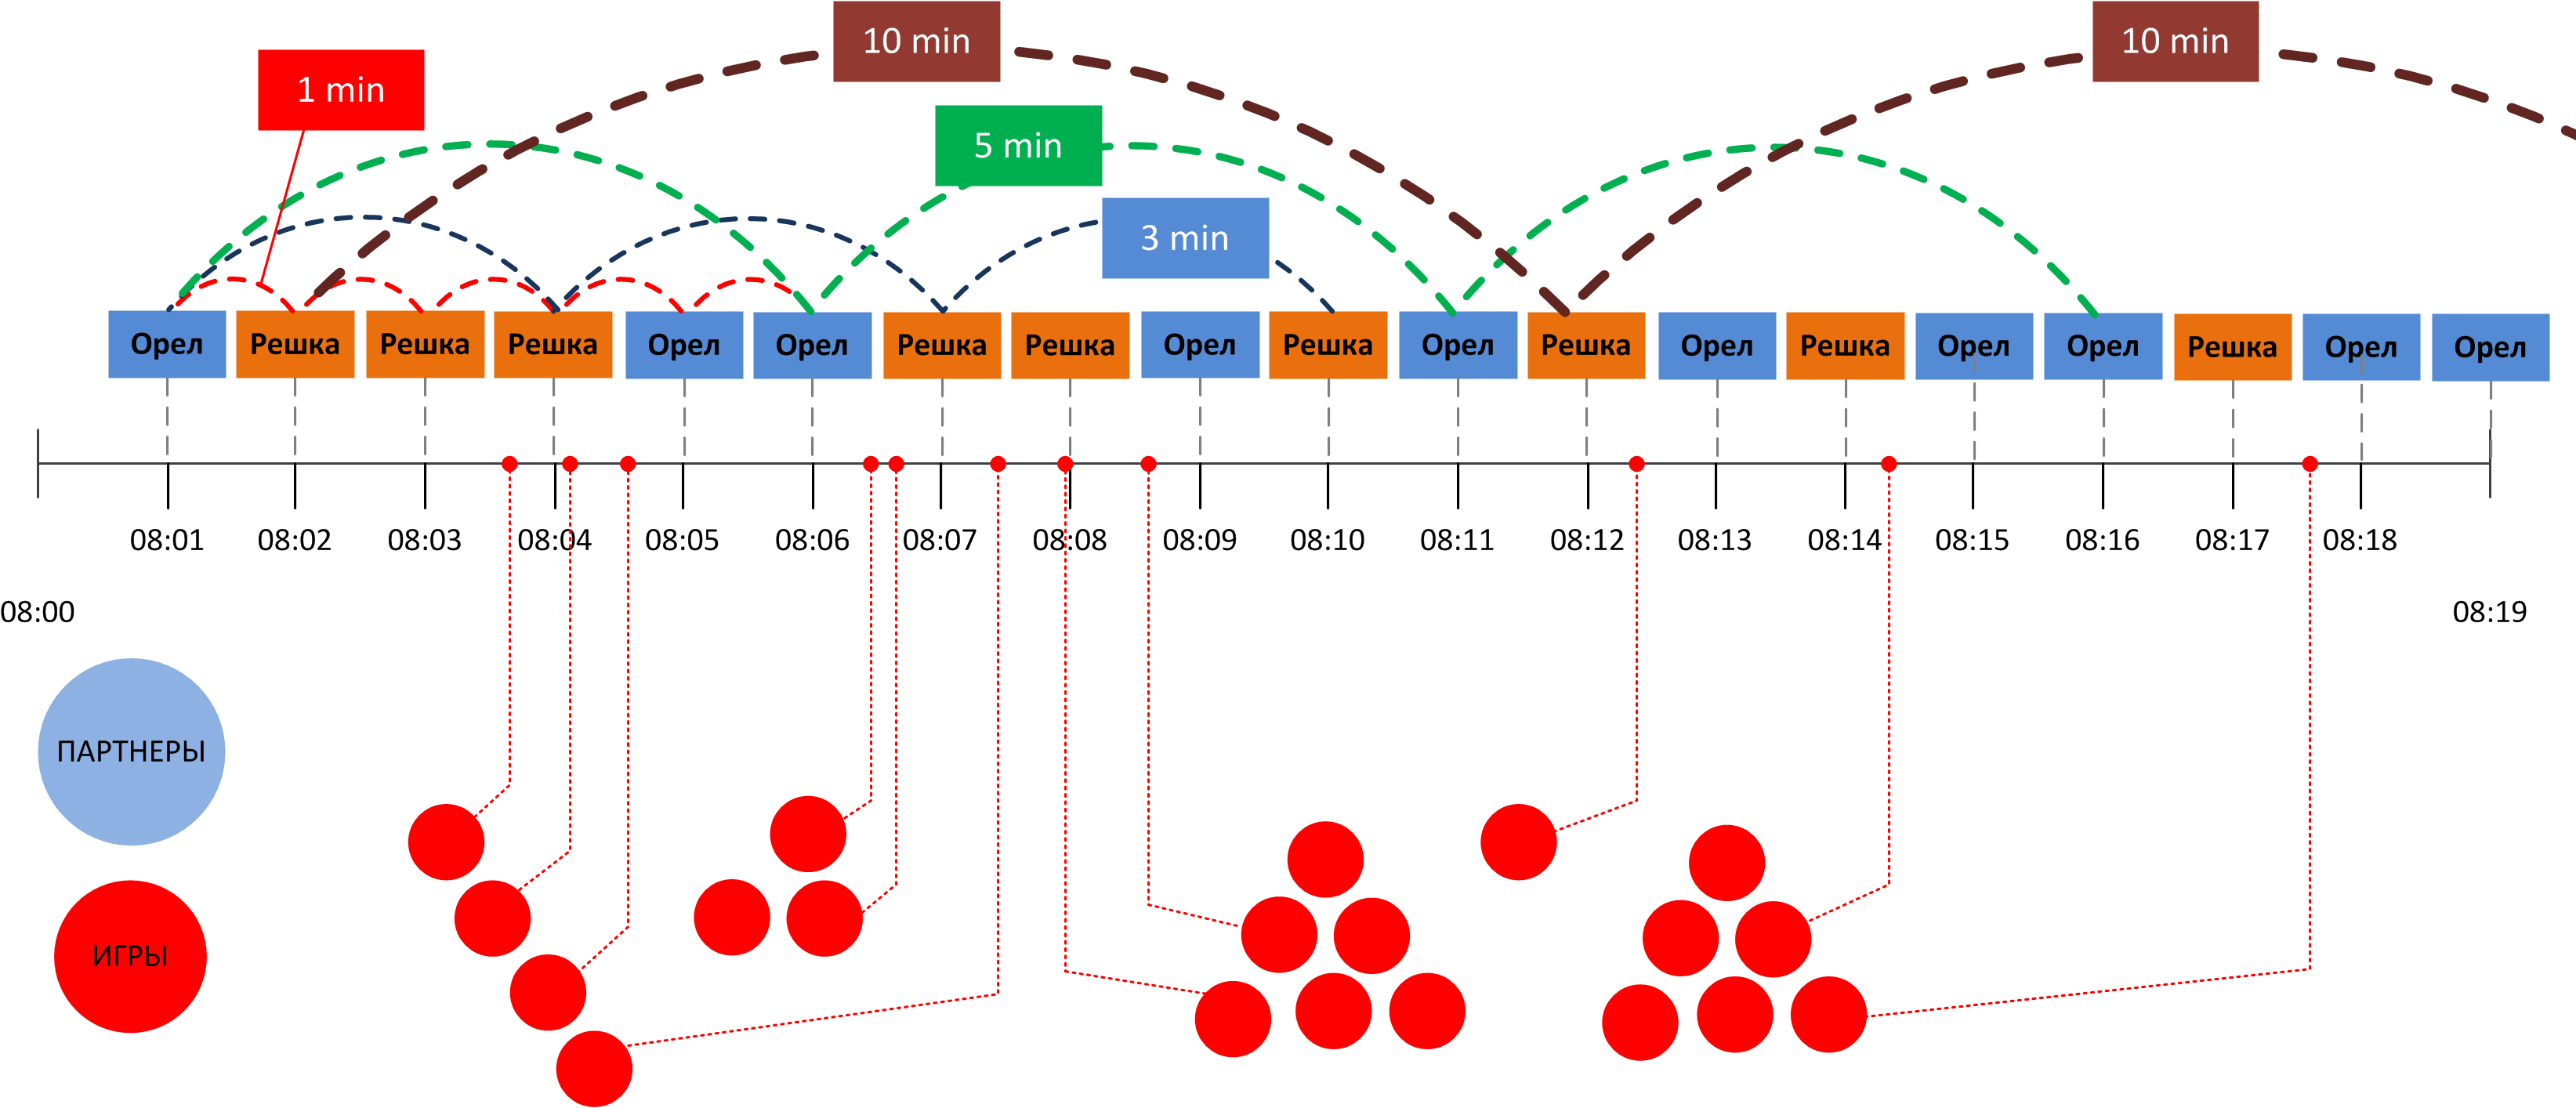 10 min
10 min
1 min
5 min
3 min
Орел
Решка
Решка
Решка
Орел
Орел
Решка
Решка
Орел
Решка
Орел
Решка
Орел
Решка
Орел
Орел
Решка
Орел
Орел
08:01
08:02
08:03
08:04
08:05
08:06
08:07
08:08
08:09
08:10
08:11
08:12
08:13
08:14
08:15
08:16
08:17
08:18
08:00
08:19
ПАРТНЕРЫ
ИГРЫ